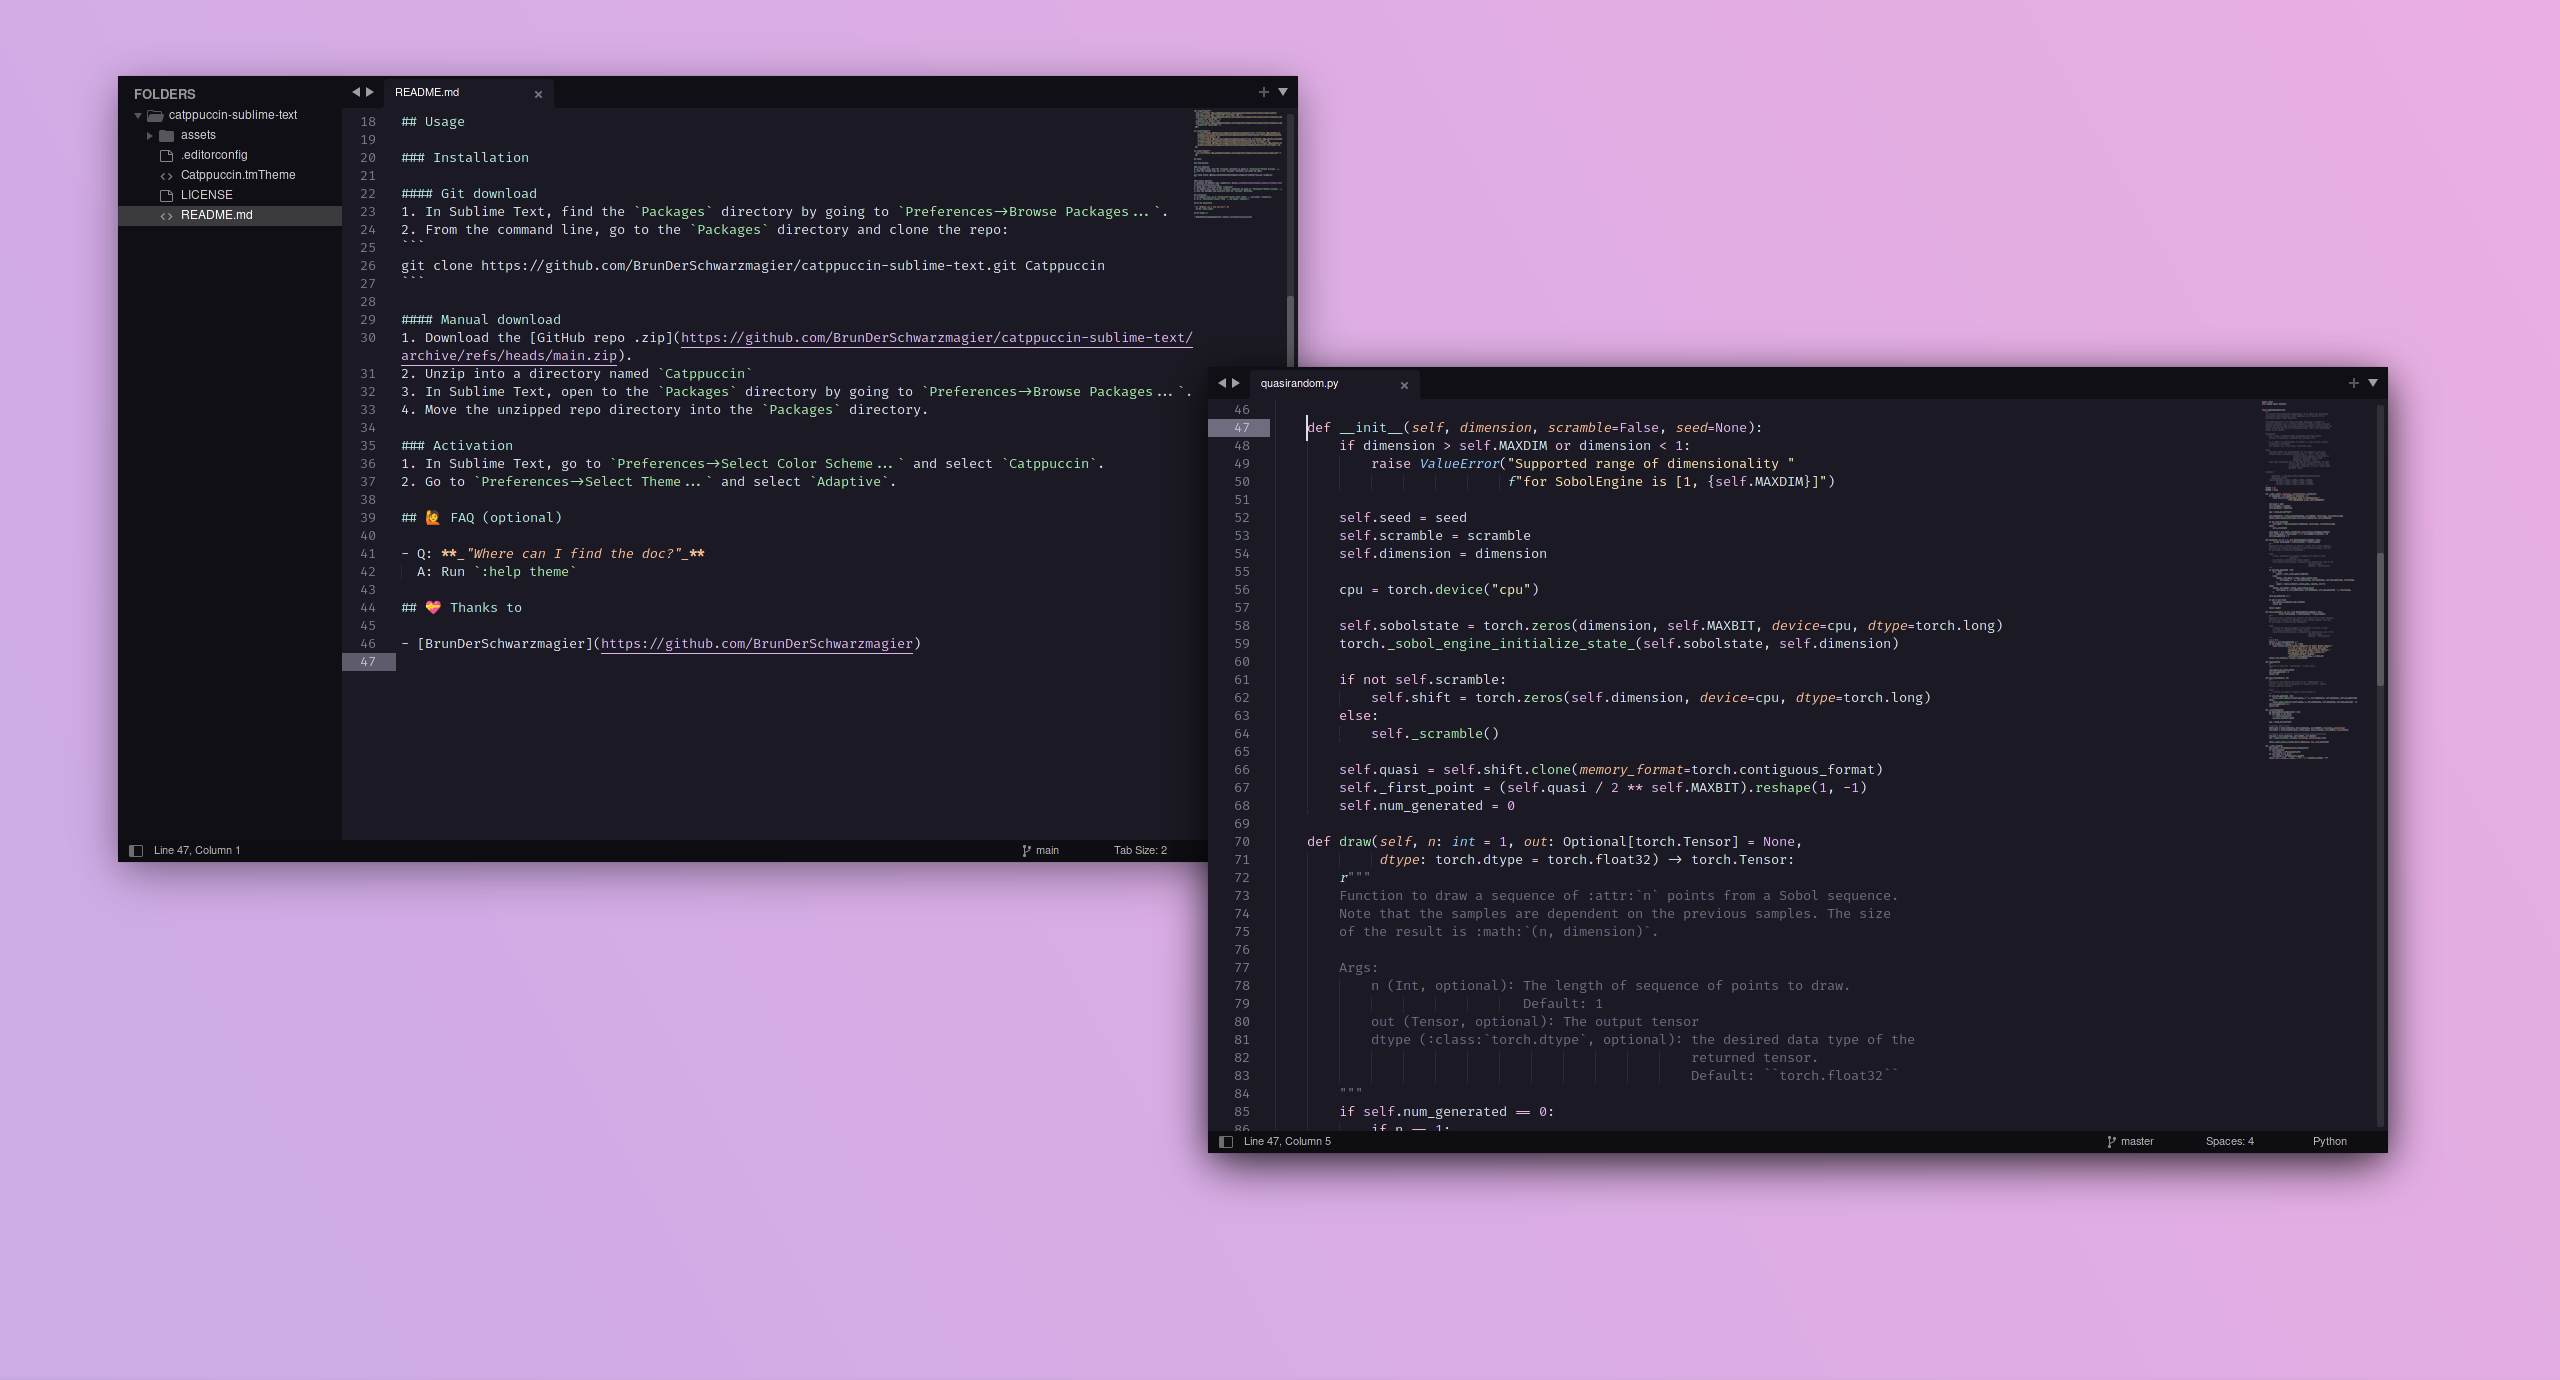 FOLDERS
catppuccin-sublime-text
assets
.editorconfig
Catppuccin.tmTheme
LICENSE
README.md
README.md
18 ## Usage
19
20 ### Installation
21
22 #### Git download
23 1. In Sublime Text, find the `Packages` directory by going to `Preferences->Browse Packages...`.
24 2. From the command line, go to the `Packages` directory and clone the repo:
25 ```
26 git clone https://github.com/BrunDerSchwarzmagier/catppuccin-sublime-text.git Catppuccin
27 ```
28
29 #### Manual download
30 1. Download the [GitHub repo .zip](https://github.com/BrunDerSchwarzmagier/catppuccin-sublime-text/
archive/refs/heads/main.zip).
31 2. Unzip into a directory named `Catppuccin`
32 3. In Sublime Text, open to the `Packages` directory by going to `Preferences->Browse Packages...`.
33 4. Move the unzipped repo directory into the `Packages` directory.
34
35 ### Activation
36 1. In Sublime Text, go to `Preferences->Select Color Scheme...` and select `Catppuccin`.
37 2. Go to `Preferences->Select Theme...` and select `Adaptive`.
38
39 ## 🙋 FAQ (optional)
40
41 - Q: **_"Where can I find the doc?"_**
42   A: Run `:help theme`
43
44 ## 💝 Thanks to
45
46 - [BrunDerSchwarzmagier](https://github.com/BrunDerSchwarzmagier)
47
Line 47, Column 1 main Tab Size: 2
quasirandom.py
46
47     def __init__(self, dimension, scramble=False, seed=None):
48         if dimension > self.MAXDIM or dimension < 1:
49             raise ValueError("Supported range of dimensionality "
50                              f"for SobolEngine is [1, {self.MAXDIM}]")
51
52         self.seed = seed
53         self.scramble = scramble
54         self.dimension = dimension
55
56         cpu = torch.device("cpu")
57
58         self.sobolstate = torch.zeros(dimension, self.MAXBIT, device=cpu, dtype=torch.long)
59         torch._sobol_engine_initialize_state_(self.sobolstate, self.dimension)
60
61         if not self.scramble:
62             self.shift = torch.zeros(self.dimension, device=cpu, dtype=torch.long)
63         else:
64             self._scramble()
65
66         self.quasi = self.shift.clone(memory_format=torch.contiguous_format)
67         self._first_point = (self.quasi / 2 ** self.MAXBIT).reshape(1, -1)
68         self.num_generated = 0
69
70     def draw(self, n: int = 1, out: Optional[torch.Tensor] = None,
71              dtype: torch.dtype = torch.float32) -> torch.Tensor:
72         r"""
73         Function to draw a sequence of :attr:`n` points from a Sobol sequence.
74         Note that the samples are dependent on the previous samples. The size
75         of the result is :math:`(n, dimension)`.
76
77         Args:
78             n (Int, optional): The length of sequence of points to draw.
79                                Default: 1
80             out (Tensor, optional): The output tensor
81             dtype (:class:`torch.dtype`, optional): the desired data type of the
82                                                     returned tensor.
83                                                     Default: ``torch.float32``
84         """
85         if self.num_generated == 0:
86             if n == 1:
Line 47, Column 5 master Spaces: 4 Python